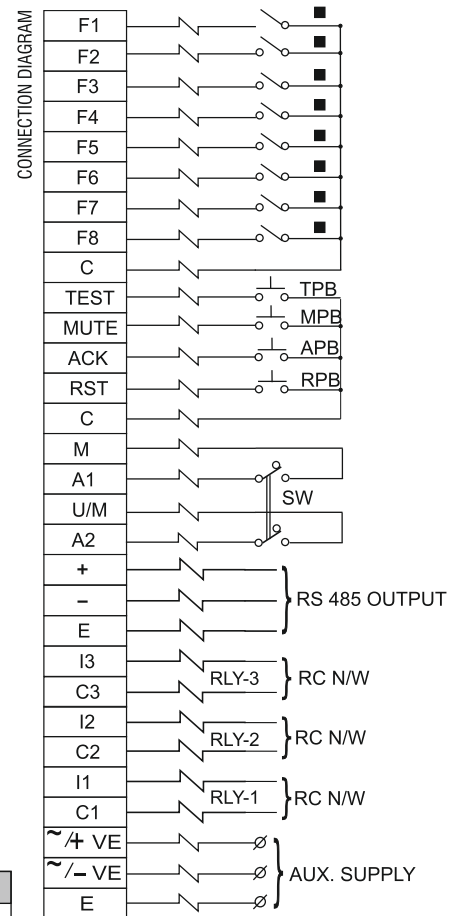 CONNECTION DIAGRAM
F1
F2
F3
F4
F5
F6
F7
F8
C
TEST TPB
MUTE MPB
ACK APB
RST RPB
C
M
A1
SW
U/M
A2
+
–
RS 485 OUTPUT
E
I3
RLY-3 RC N/W
C3
I2
RLY-2 RC N/W
C2
I1
RLY-1 RC N/W
C1
~/+ VE
~/– VE
AUX. SUPPLY
E